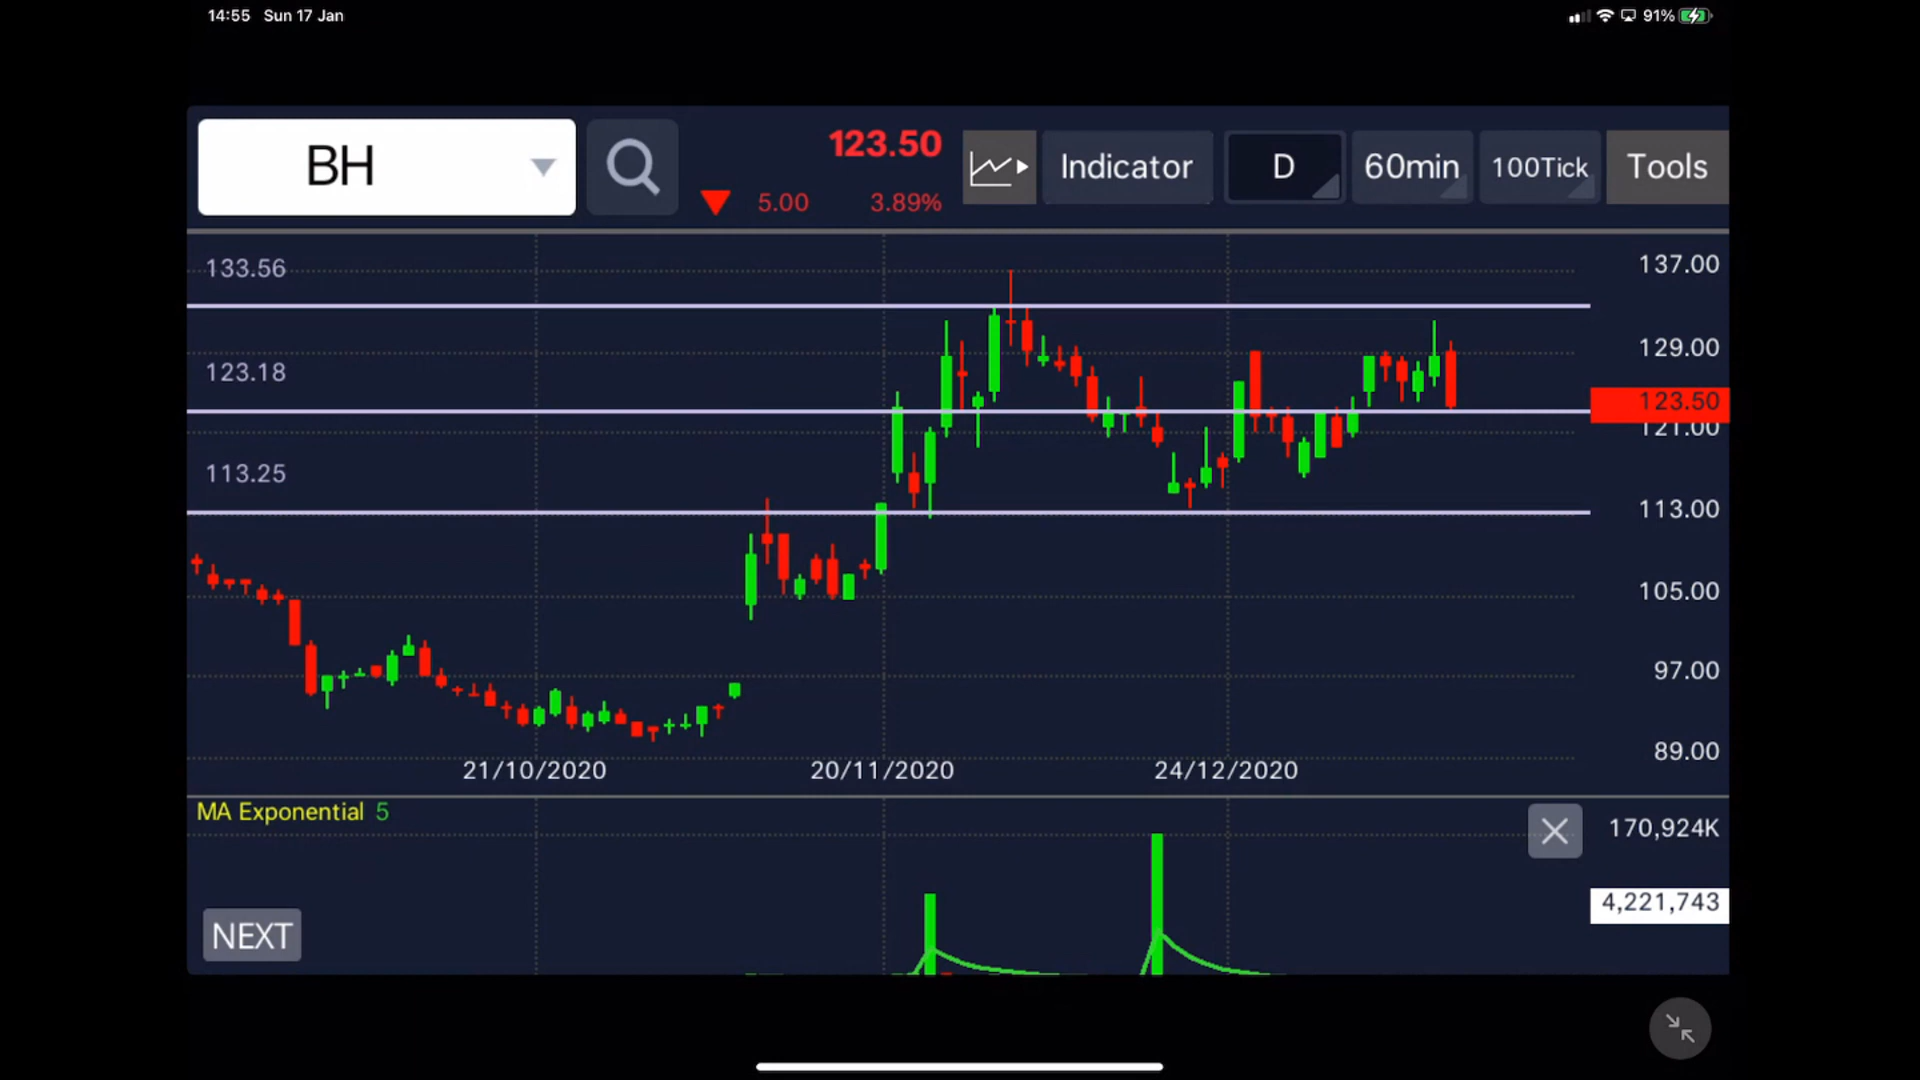 14:55 Sun 17 Jan
91%
BH
123.50
5.00 3.89%
Indicator
D
60min
100Tick
Tools
133.56
123.18
113.25
137.00
129.00
123.50
121.00
113.00
105.00
97.00
89.00
21/10/2020
20/11/2020
24/12/2020
MA Exponential 5
170,924K
4,221,743
NEXT